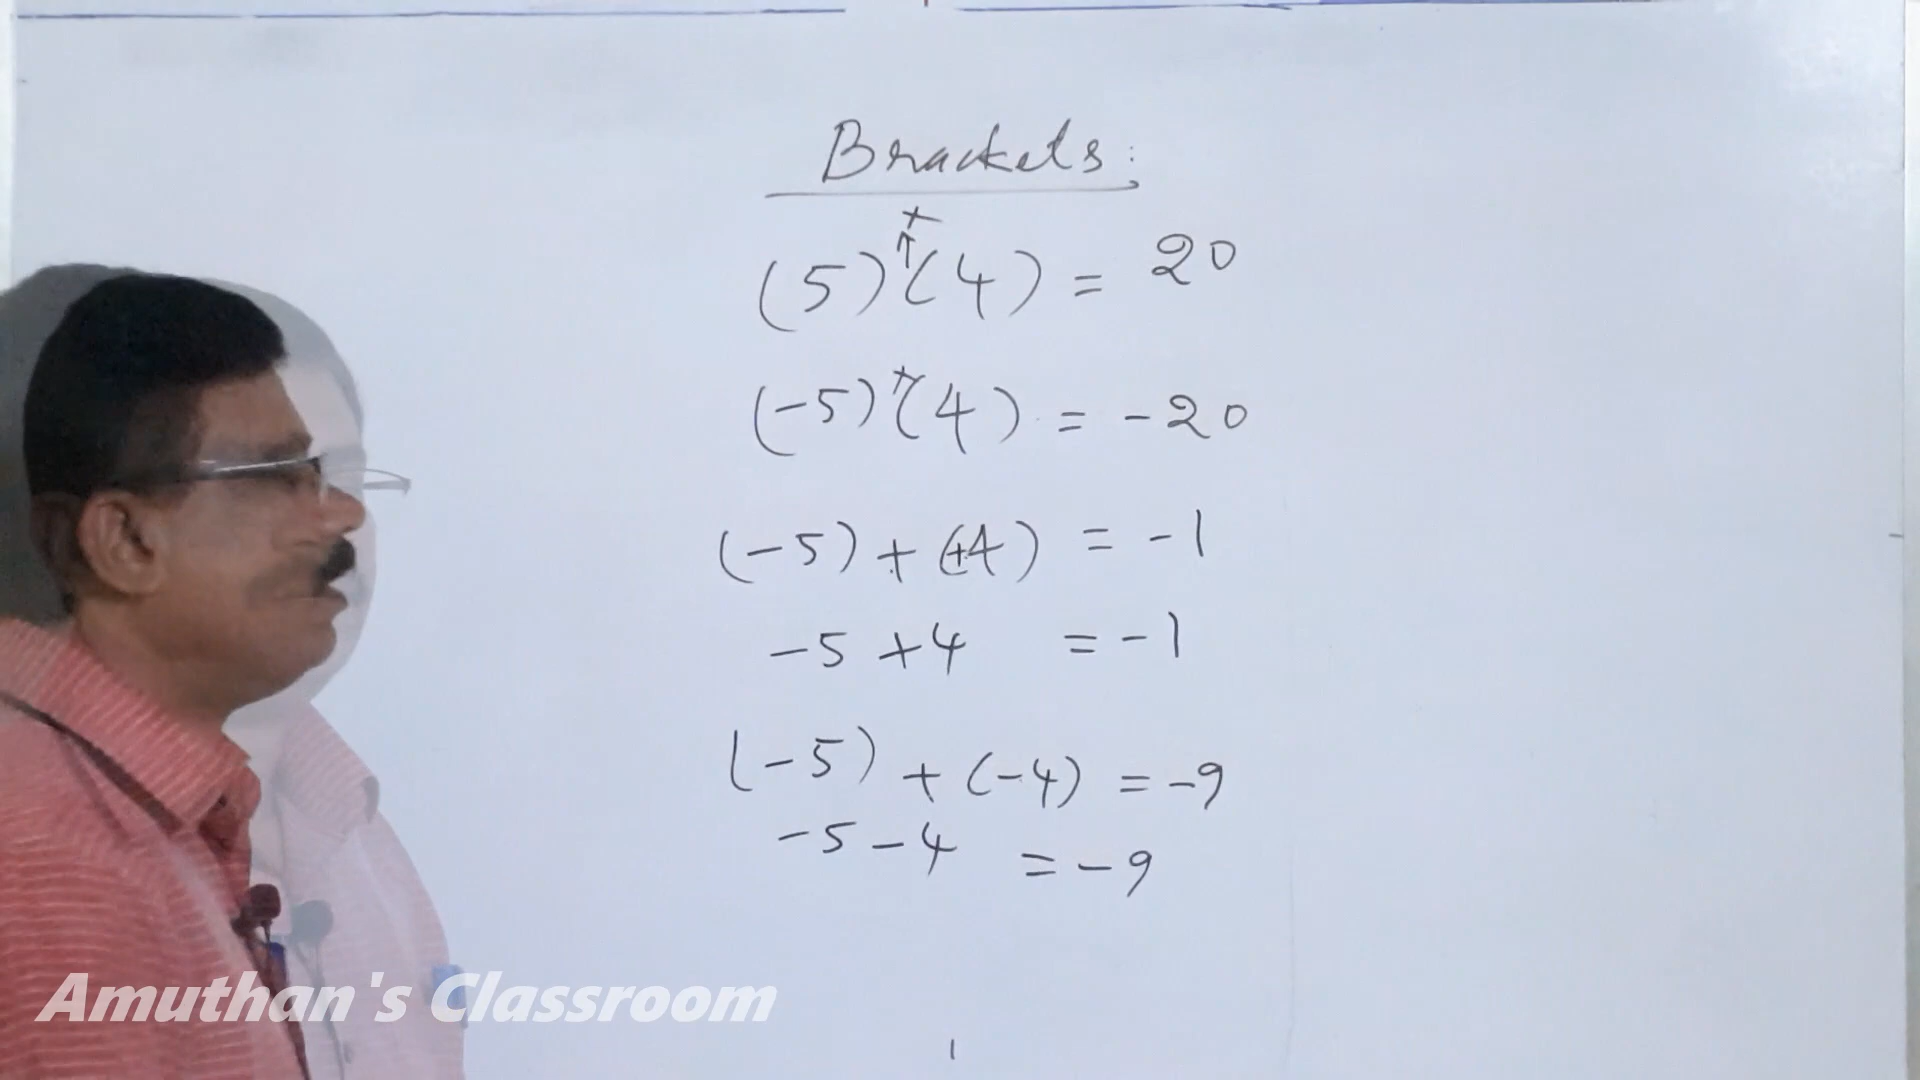 Brackets:
×
↑
(5) (4) = 20
×
(-5) (4) = -20
(-5) + (+4) = -1
-5 +4 = -1
(-5) + (-4) = -9
-5 - 4 = -9
Amuthan's Classroom